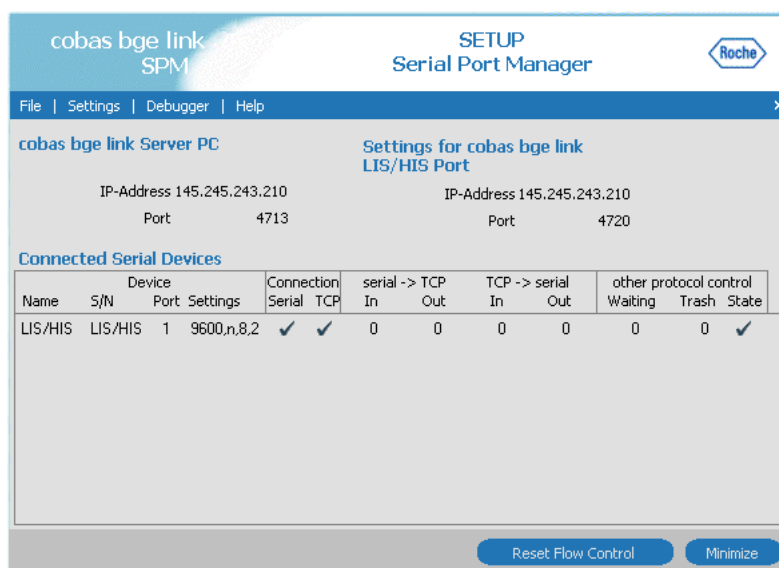 cobas bge link
SPM
SETUP
Serial Port Manager
Roche
File | Settings | Debugger | Help
cobas bge link Server PC
IP-Address 145.245.243.210
Port 4713
Settings for cobas bge link
LIS/HIS Port
IP-Address 145.245.243.210
Port 4720
Connected Serial Devices
Device Connection serial -> TCP TCP -> serial other protocol control
Name S/N Port Settings Serial TCP In Out In Out Waiting Trash State
LIS/HIS LIS/HIS 1 9600,n,8,2 ✓ ✓ 0 0 0 0 0 0 ✓
Reset Flow Control Minimize